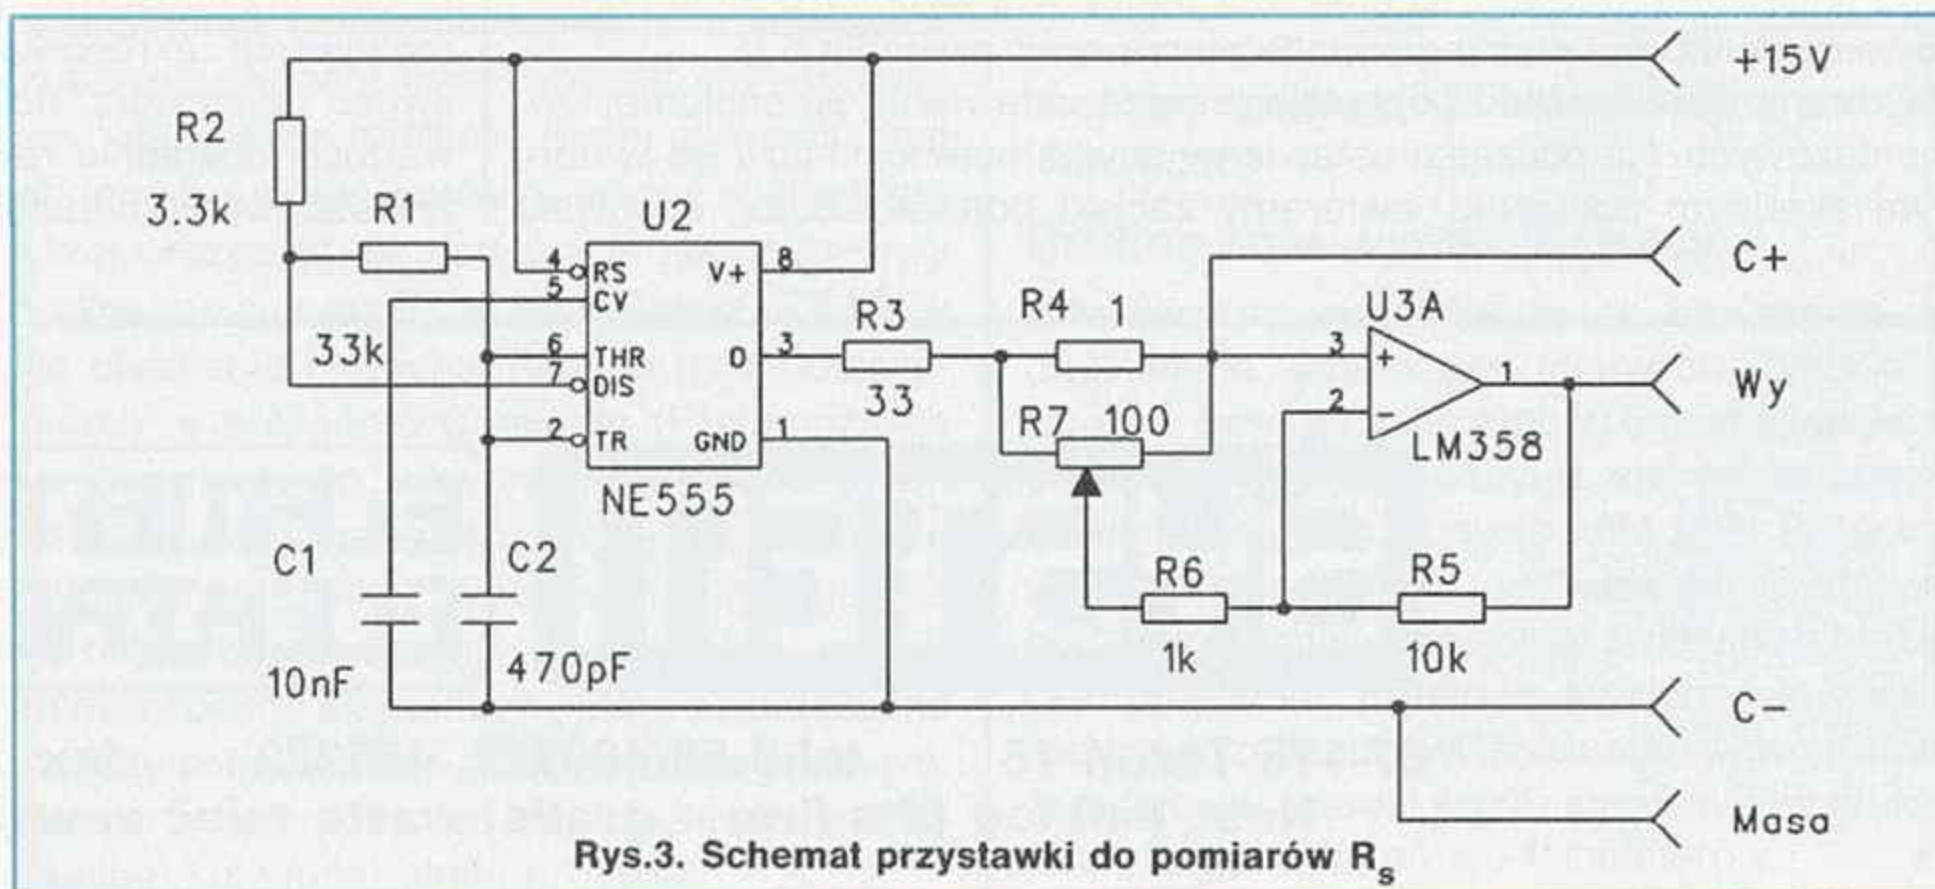 +15V
R2
3.3k
R1
33k
U2
4
RS
V+
8
5
CV
6
THR
O
3
7
DIS
2
TR
GND
1
NE555
C1
10nF
C2
470pF
R3
33
R4 1
R7 100
C+
U3A
3
+
2
-
1
LM358
Wy
R6
1k
R5
10k
C-
Masa
Rys.3. Schemat przystawki do pomiarów Rs